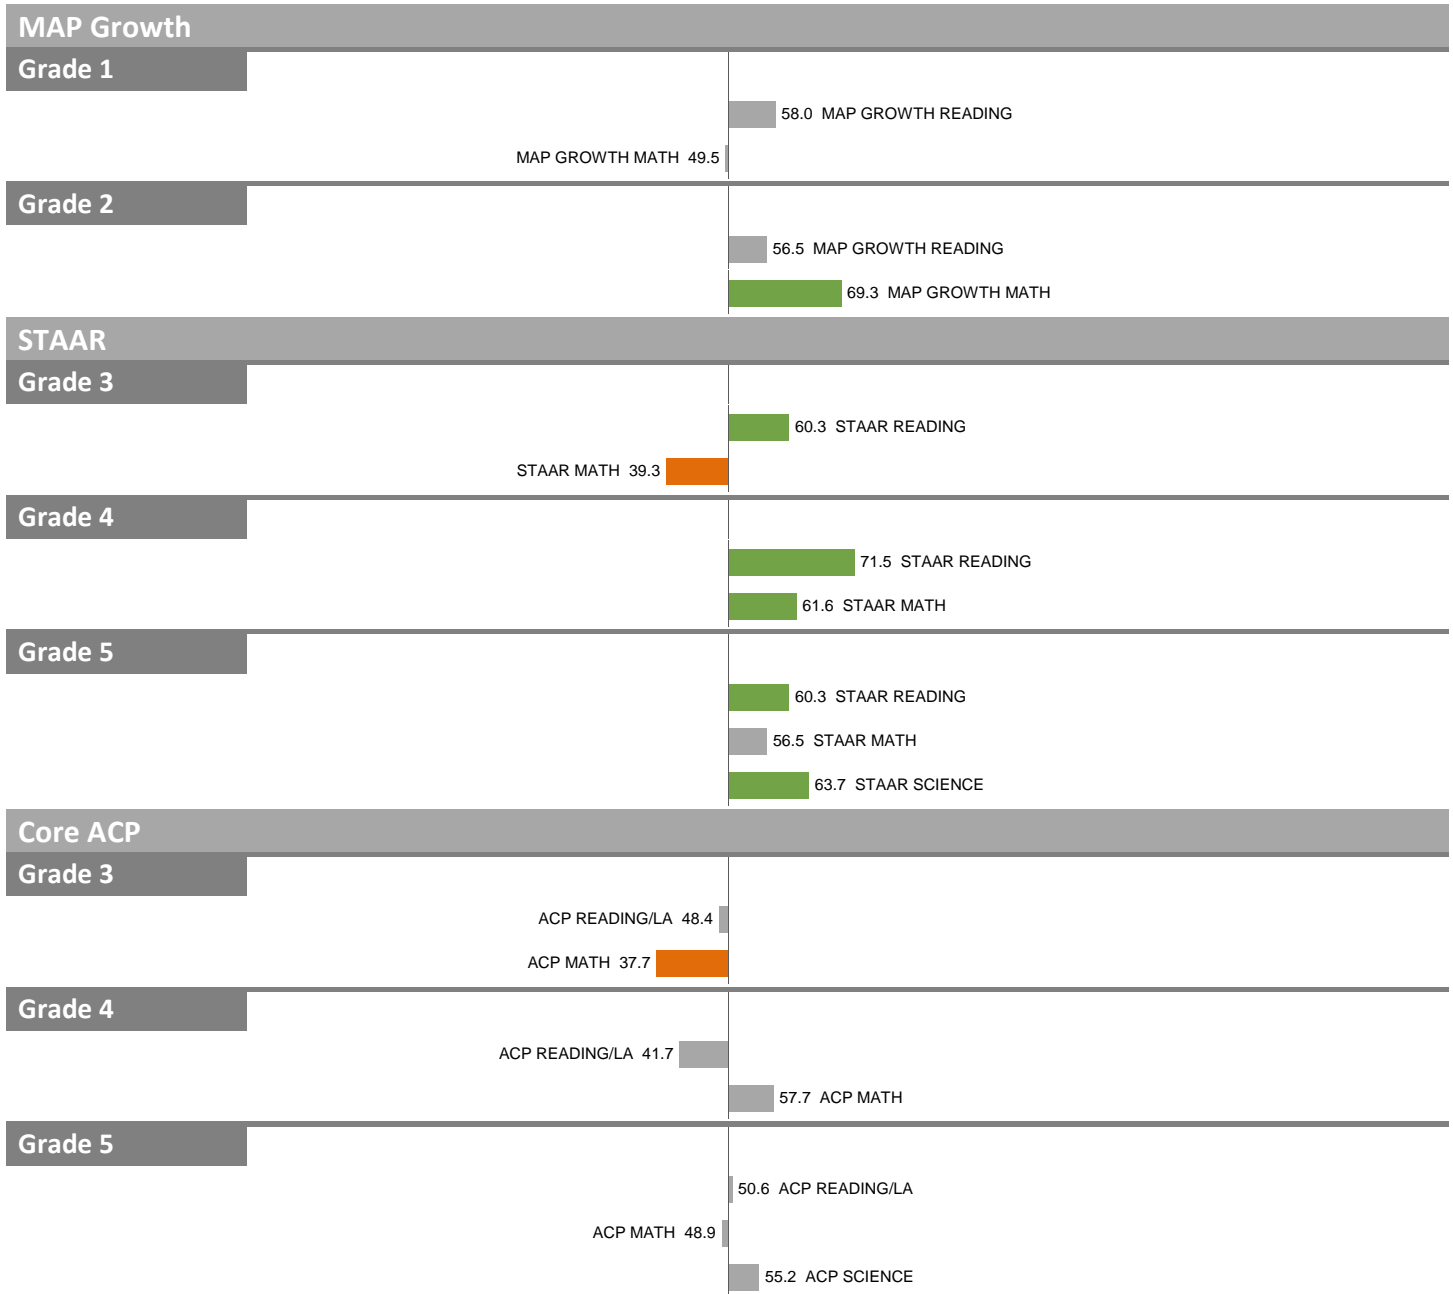 MAP Growth
Grade 1
58.0 MAP GROWTH READING
MAP GROWTH MATH 49.5
Grade 2
56.5 MAP GROWTH READING
69.3 MAP GROWTH MATH
STAAR
Grade 3
60.3 STAAR READING
STAAR MATH 39.3
Grade 4
71.5 STAAR READING
61.6 STAAR MATH
Grade 5
60.3 STAAR READING
56.5 STAAR MATH
63.7 STAAR SCIENCE
Core ACP
Grade 3
ACP READING/LA 48.4
ACP MATH 37.7
Grade 4
ACP READING/LA 41.7
57.7 ACP MATH
Grade 5
50.6 ACP READING/LA
ACP MATH 48.9
55.2 ACP SCIENCE